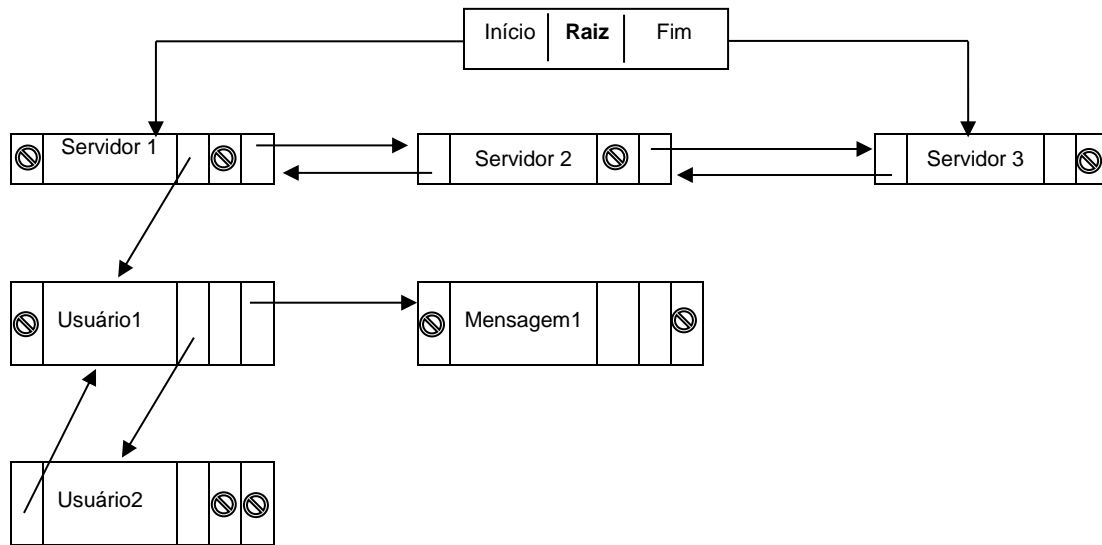 Início Raiz Fim
Servidor 1 Servidor 2 Servidor 3
Usuário1 Mensagem1
Usuário2